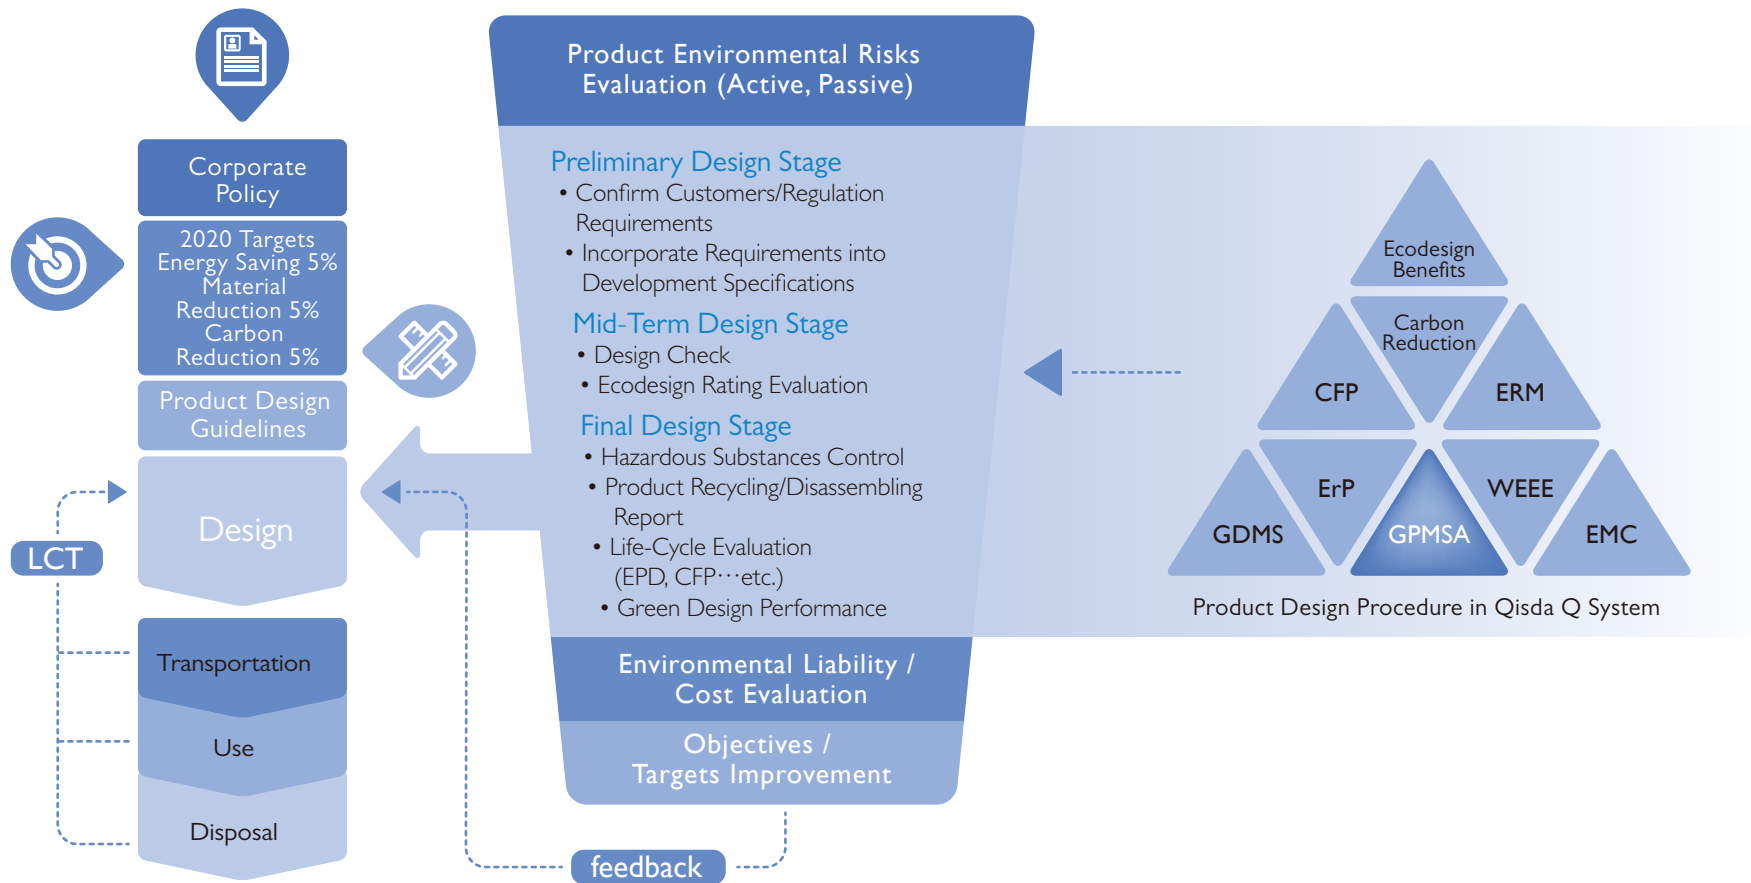 Corporate
Policy
2020 Targets
Energy Saving 5%
Material
Reduction 5%
Carbon
Reduction 5%
Product Design
Guidelines
Design
LCT
Transportation
Use
Disposal
Product Environmental Risks
Evaluation (Active, Passive)
Preliminary Design Stage
• Confirm Customers/Regulation
Requirements
• Incorporate Requirements into
Development Specifications
Mid-Term Design Stage
• Design Check
• Ecodesign Rating Evaluation
Final Design Stage
• Hazardous Substances Control
• Product Recycling/Disassembling
Report
• Life-Cycle Evaluation
(EPD, CFP⋯etc.)
• Green Design Performance
Environmental Liability /
Cost Evaluation
Objectives /
Targets Improvement
feedback
Ecodesign
Benefits
Carbon
Reduction
CFP
ERM
ErP
WEEE
GDMS
GPMSA
EMC
Product Design Procedure in Qisda Q System